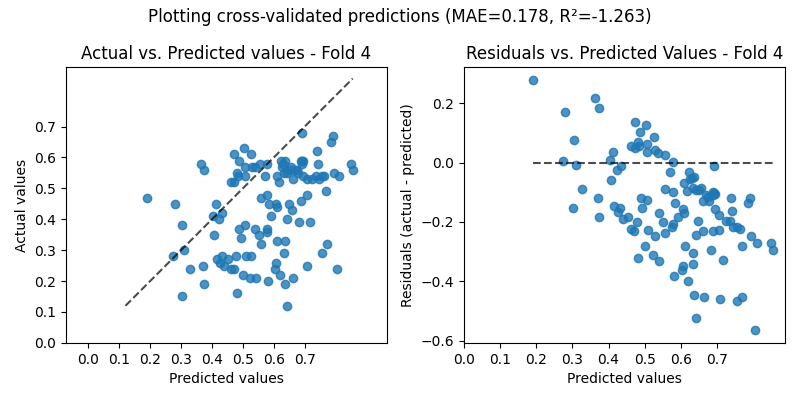 Plotting cross-validated predictions (MAE=0.178, R²=-1.263)
Actual vs. Predicted values - Fold 4
Actual values
0.7
0.6
0.5
0.4
0.3
0.2
0.1
0.0
0.0 0.1 0.2 0.3 0.4 0.5 0.6 0.7
Predicted values
Residuals vs. Predicted Values - Fold 4
Residuals (actual - predicted)
0.2
0.0
−0.2
−0.4
−0.6
0.0 0.1 0.2 0.3 0.4 0.5 0.6 0.7
Predicted values